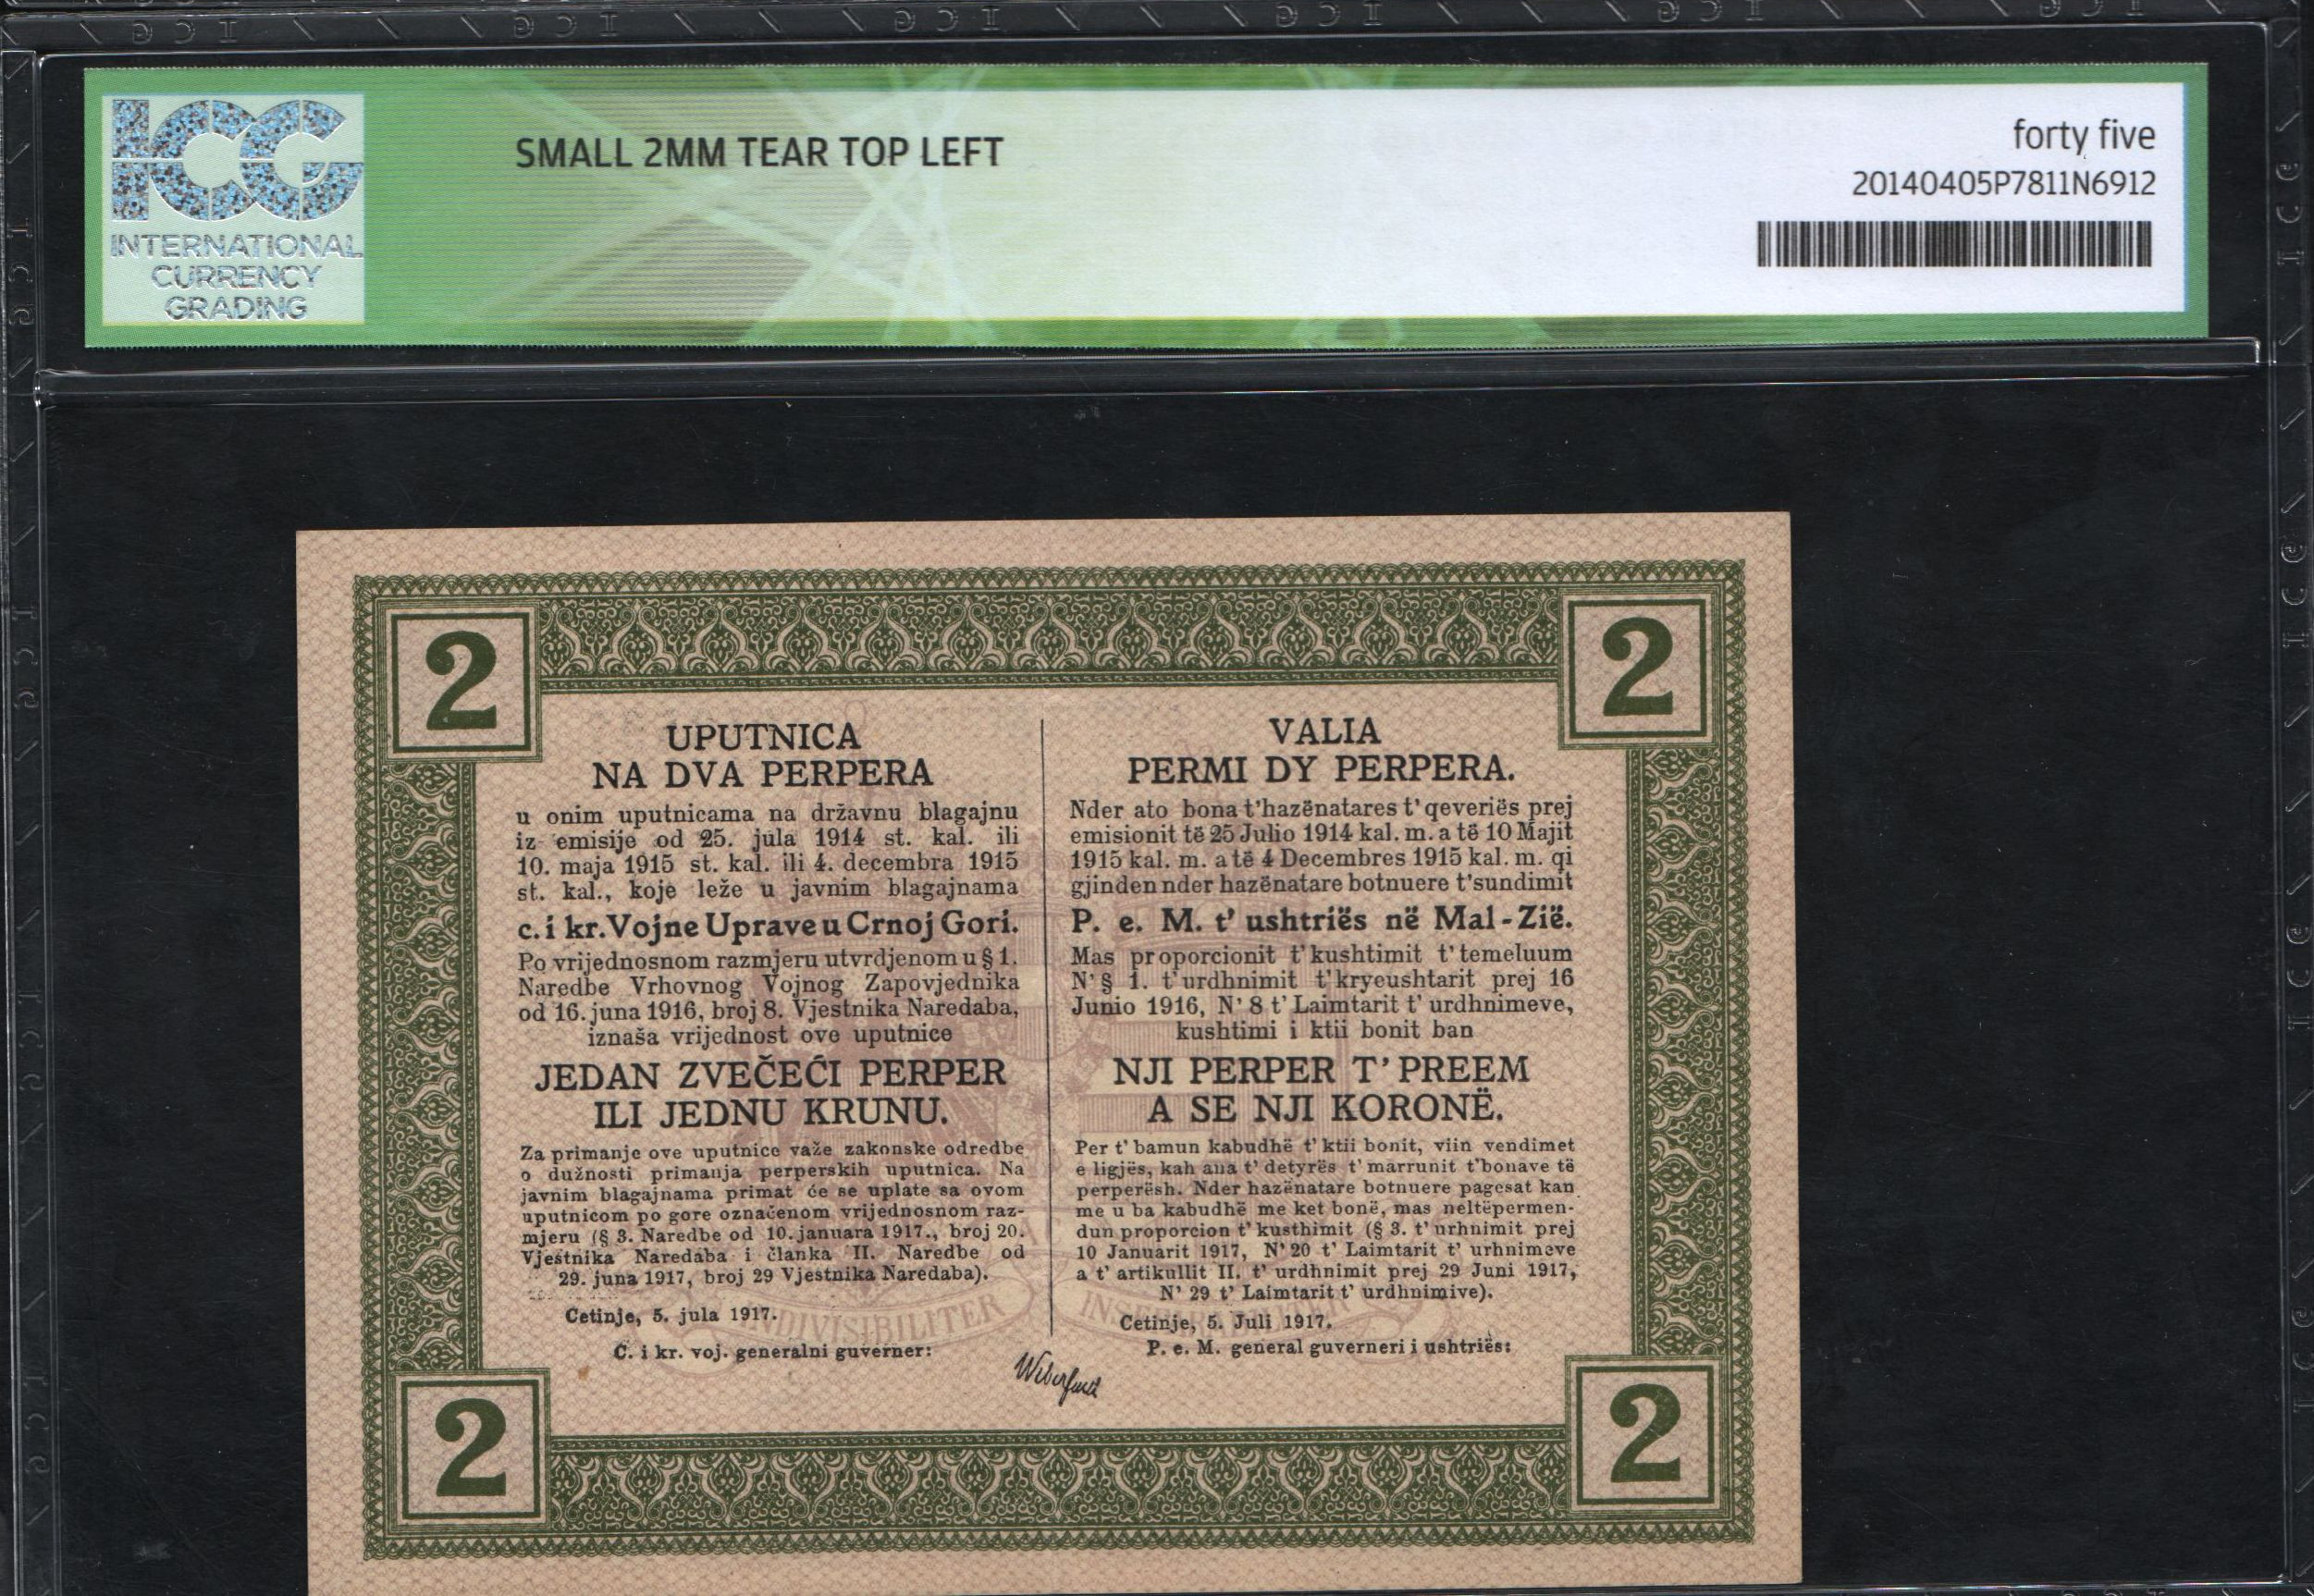 ICG
INTERNATIONAL
CURRENCY
GRADING
SMALL 2MM TEAR TOP LEFT
forty five
20140405P7811N6912
2
2
UPUTNICA
NA DVA PERPERA
u onim uputnicama na državnu blagajnu
iz emisije od 25. jula 1914 st. kal. ili
10. maja 1915 st. kal. ili 4. decembra 1915
st. kal., koje leže u javnim blagajnama
c. i kr. Vojne Uprave u Crnoj Gori.
Po vrijednosnom razmjeru utvrdjenom u § 1.
Naredbe Vrhovnog Vojnog Zapovjednika
od 16. juna 1916, broj 8. Vjestnika Naredaba,
iznaša vrijednost ove uputnice
JEDAN ZVEČEĆI PERPER
ILI JEDNU KRUNU.
Za primanje ove uputnice važe zakonske odredbe
o dužnosti primanja perperskih uputnica. Na
javnim blagajnama primat će se uplate sa ovom
uputnicom po gore označenom vrijednosnom raz-
mjeru (§ 3. Naredbe od 10. januara 1917., broj 20.
Vjestnika Naredaba i članka II. Naredbe od
29. juna 1917, broj 29 Vjestnika Naredaba).
Cetinje, 5. jula 1917.
C. i kr. voj. generalni guverner:
VALIA
PERMI DY PERPERA.
Nder ato bona t'hazënatares t' qeveriës prej
emisionit të 25 Julio 1914 kal. m. a të 10 Majit
1915 kal. m. a të 4 Decembres 1915 kal. m. qi
gjinden nder hazënatare botnuere t'sundimit
P. e. M. t' ushtriës në Mal-Zië.
Mas proporcionit t'kushtimit t'temeluum
N' § 1. t'urdhnimit t'kryeushtarit prej 16
Junio 1916, N' 8 t' Laimtarit t' urdhnimeve,
kushtimi i ktii bonit ban
NJI PERPER T' PREEM
A SE NJI KORONË.
Per t' bamun kabudhë t' ktii bonit, viin vendimet
e ligjës, kah ana t' detyrës t' marrunit t'bonave të
perperësh. Nder hazënatare botnuere pagesat kan
me u ba kabudhë me ket bonë, mas neltëpermen-
dun proporcion t' kusthimit (§ 3. t' urhnimit prej
10 Januarit 1917, N' 20 t' Laimtarit t' urhnimeve
a t' artikullit II. t' urdhnimit prej 29 Juni 1917,
N' 29 t' Laimtarit t' urdhnimive).
Cetinje, 5. Juli 1917.
P. e. M. general guverneri i ushtriës:
INDIVISIBILITER
2
2